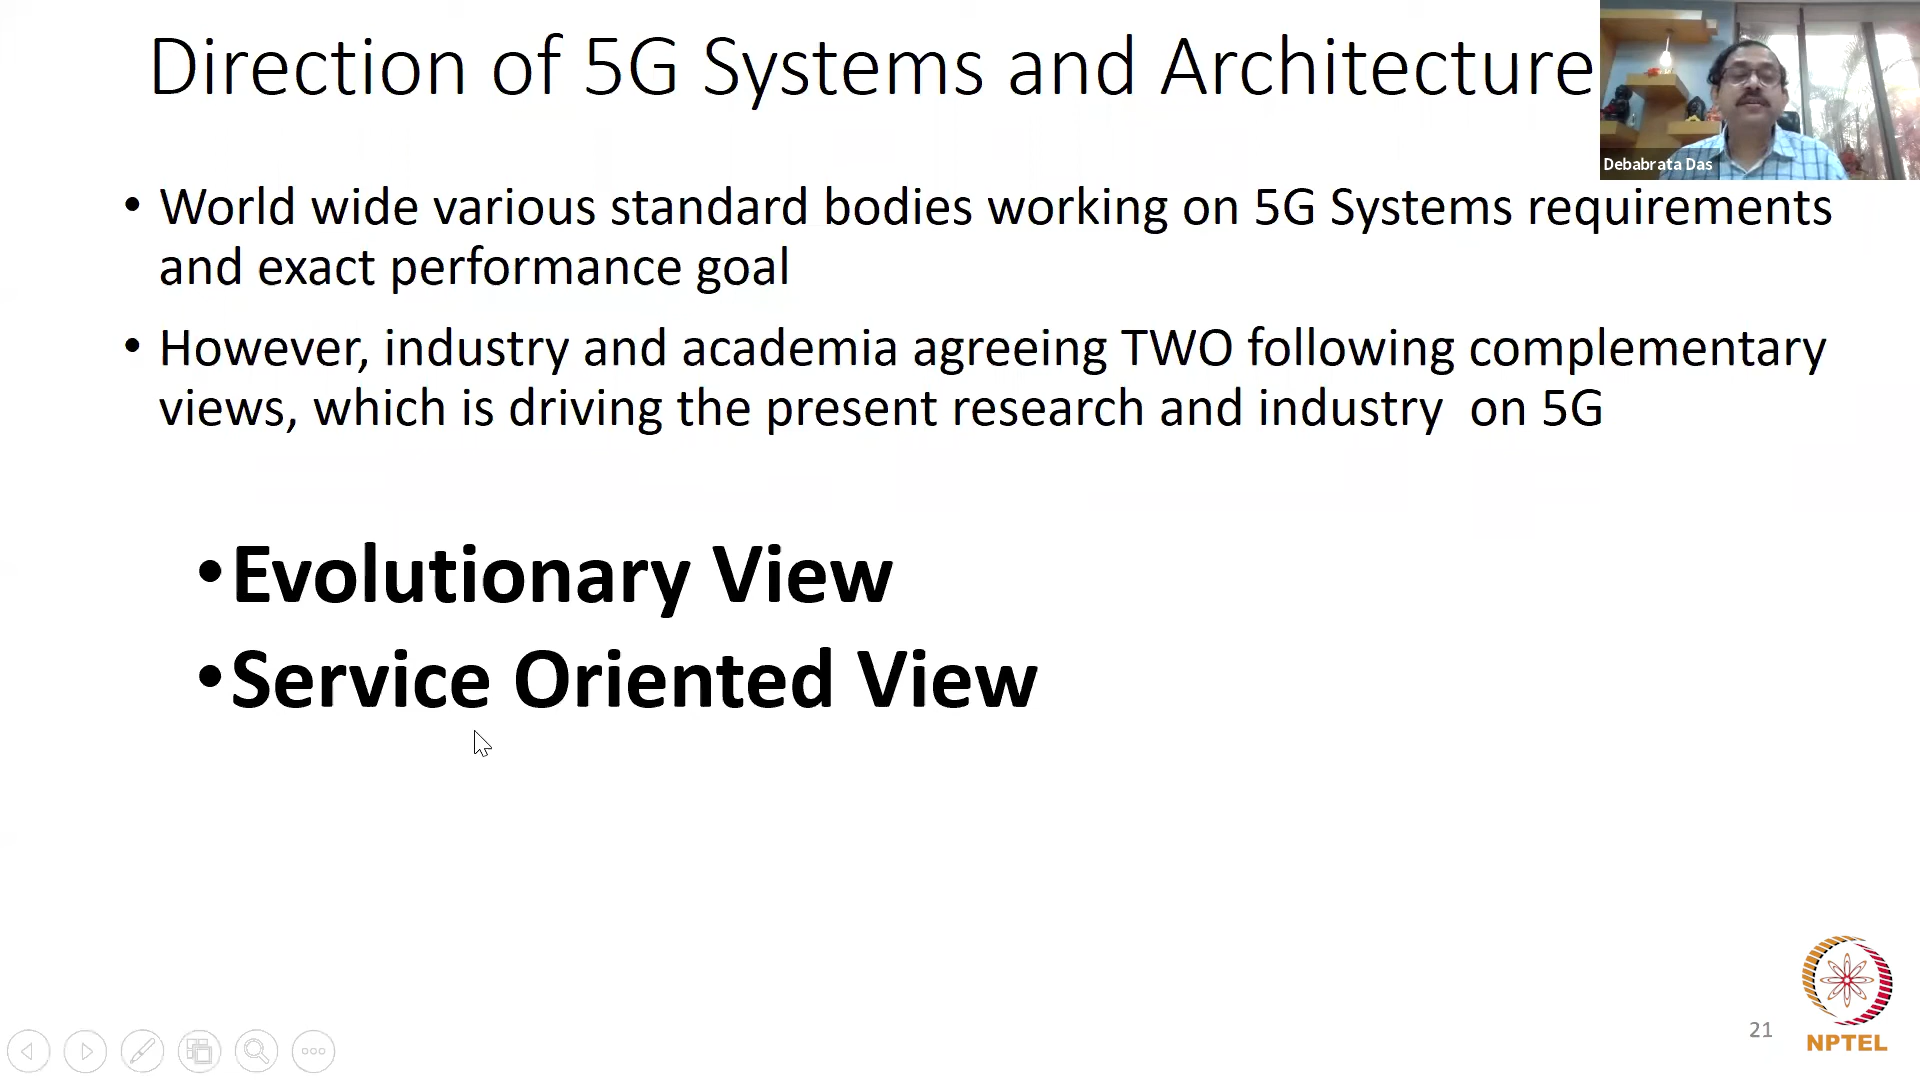 Direction of 5G Systems and Architecture
Debabrata Das
• World wide various standard bodies working on 5G Systems requirements
and exact performance goal
• However, industry and academia agreeing TWO following complementary
views, which is driving the present research and industry  on 5G
•Evolutionary View
•Service Oriented View
21
NPTEL